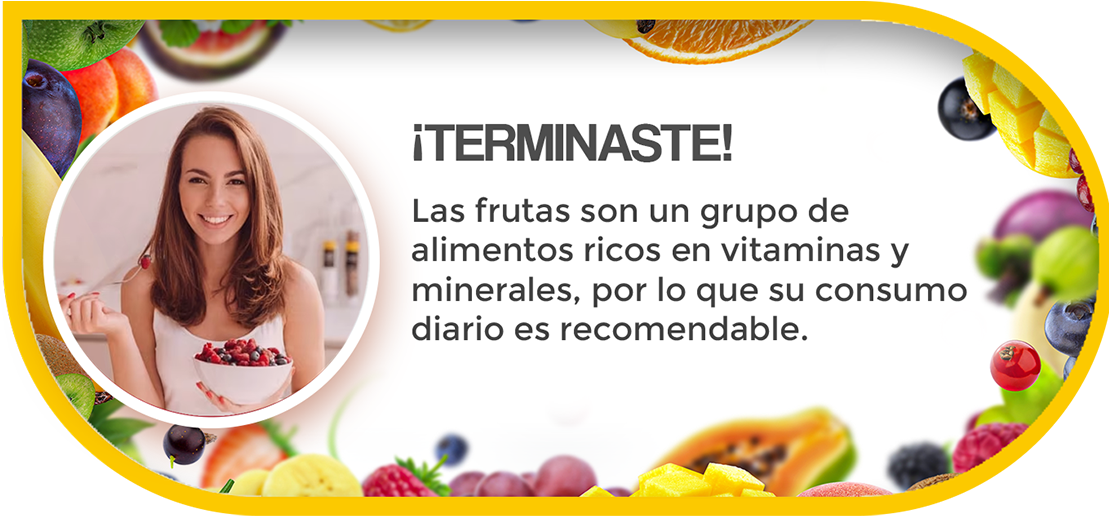 ¡TERMINASTE!
Las frutas son un grupo de
alimentos ricos en vitaminas y
minerales, por lo que su consumo
diario es recomendable.